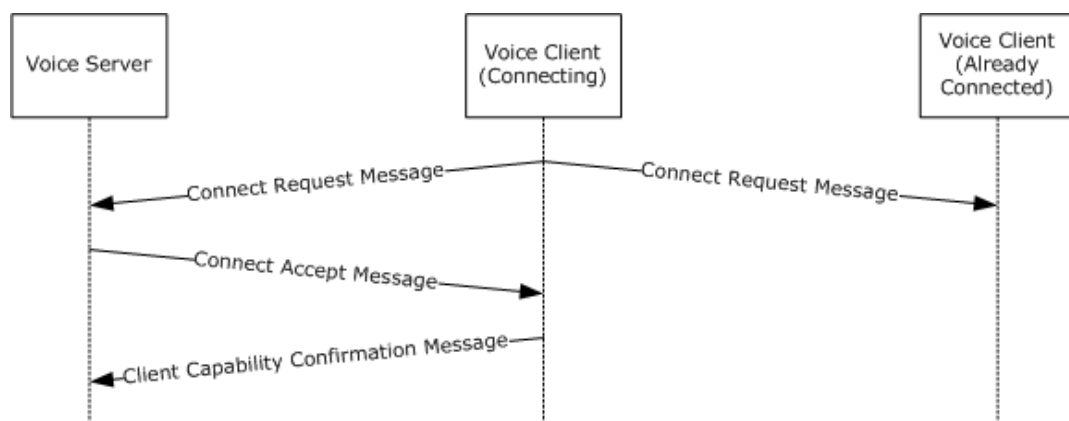 Voice Server
Voice Client
(Connecting)
Voice Client
(Already
Connected)
Connect Request Message
Connect Request Message
Connect Accept Message
Client Capability Confirmation Message